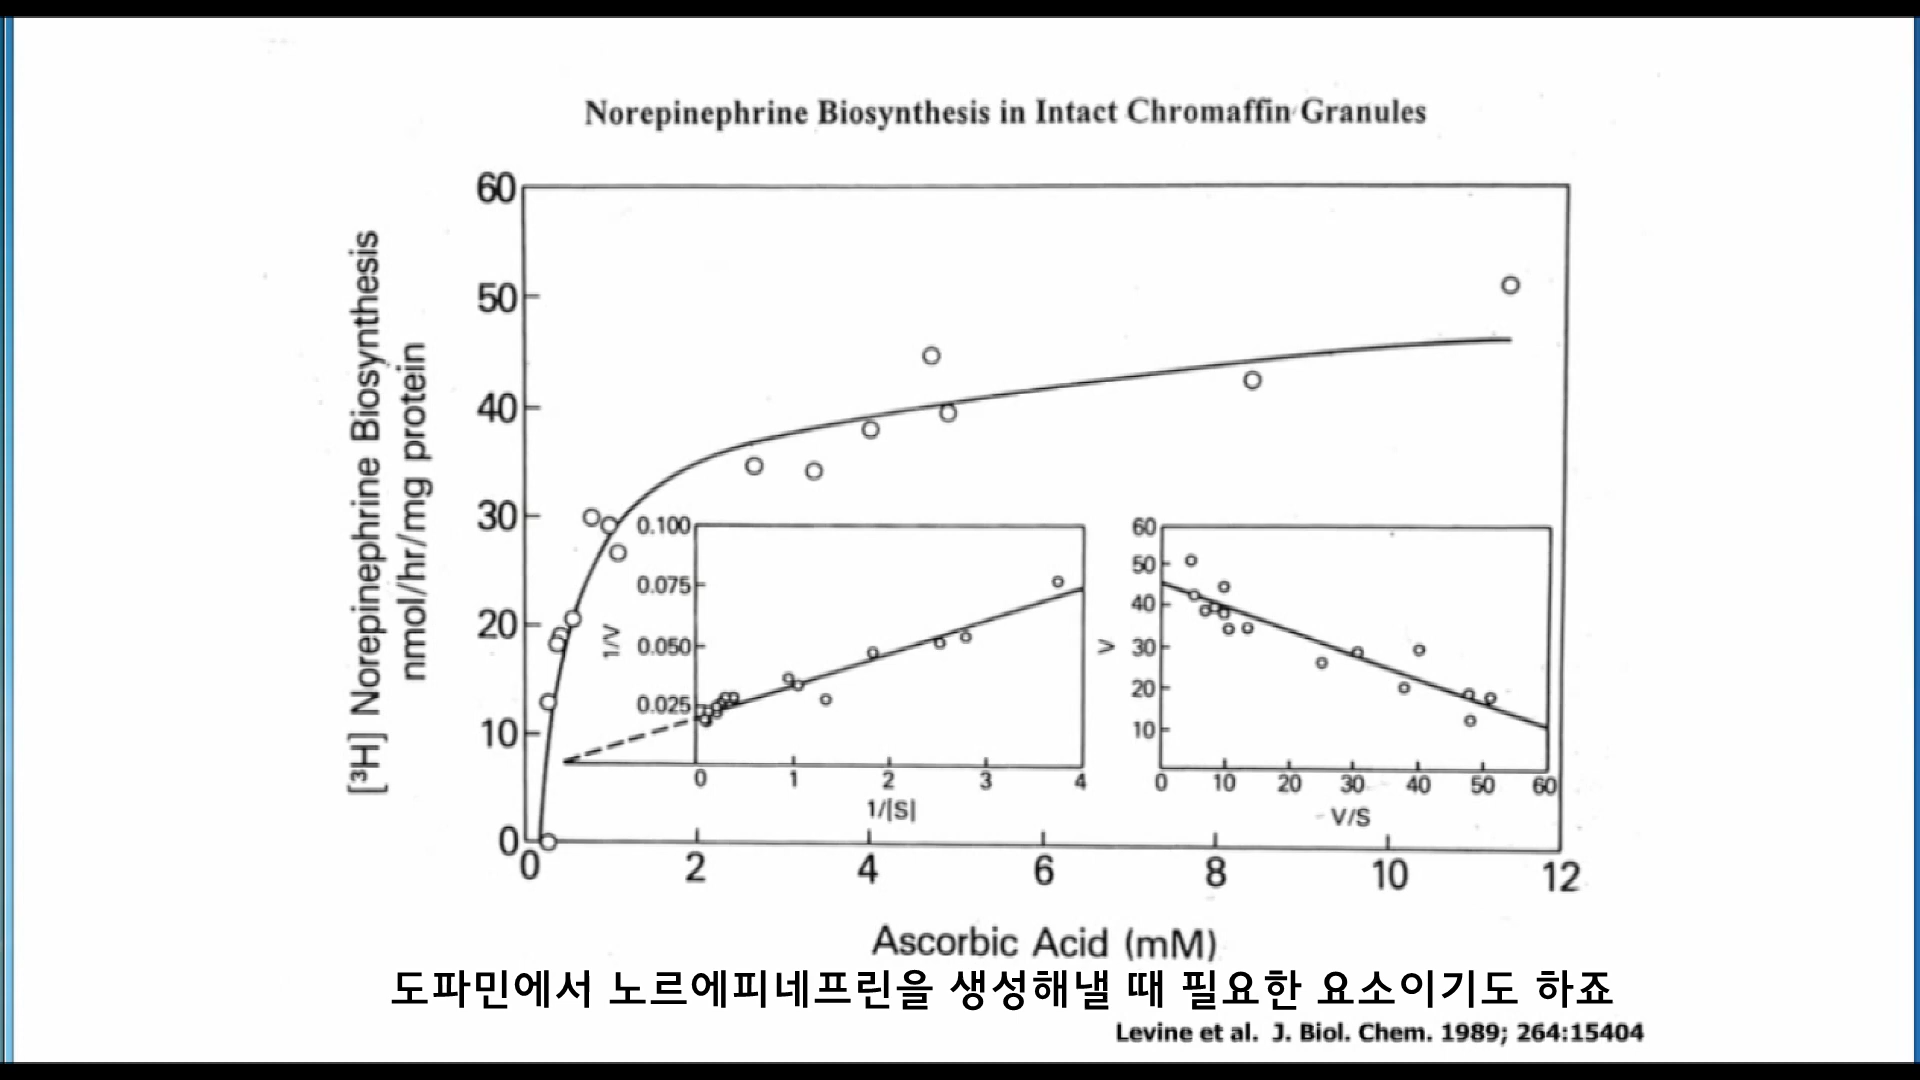 Norepinephrine Biosynthesis in Intact Chromaffin Granules
[³H] Norepinephrine Biosynthesis
nmol/hr/mg protein
60
50
40
30
20
10
0
0 2 4 6 8 10 12
Ascorbic Acid (mM)
1/V
0.100
0.075
0.050
0.025
0 1 2 3 4
1/|S|
V
60
50
40
30
20
10
0 10 20 30 40 50 60
V/S
도파민에서 노르에피네프린을 생성해낼 때 필요한 요소이기도 하죠
Levine et al. J. Biol. Chem. 1989; 264:15404